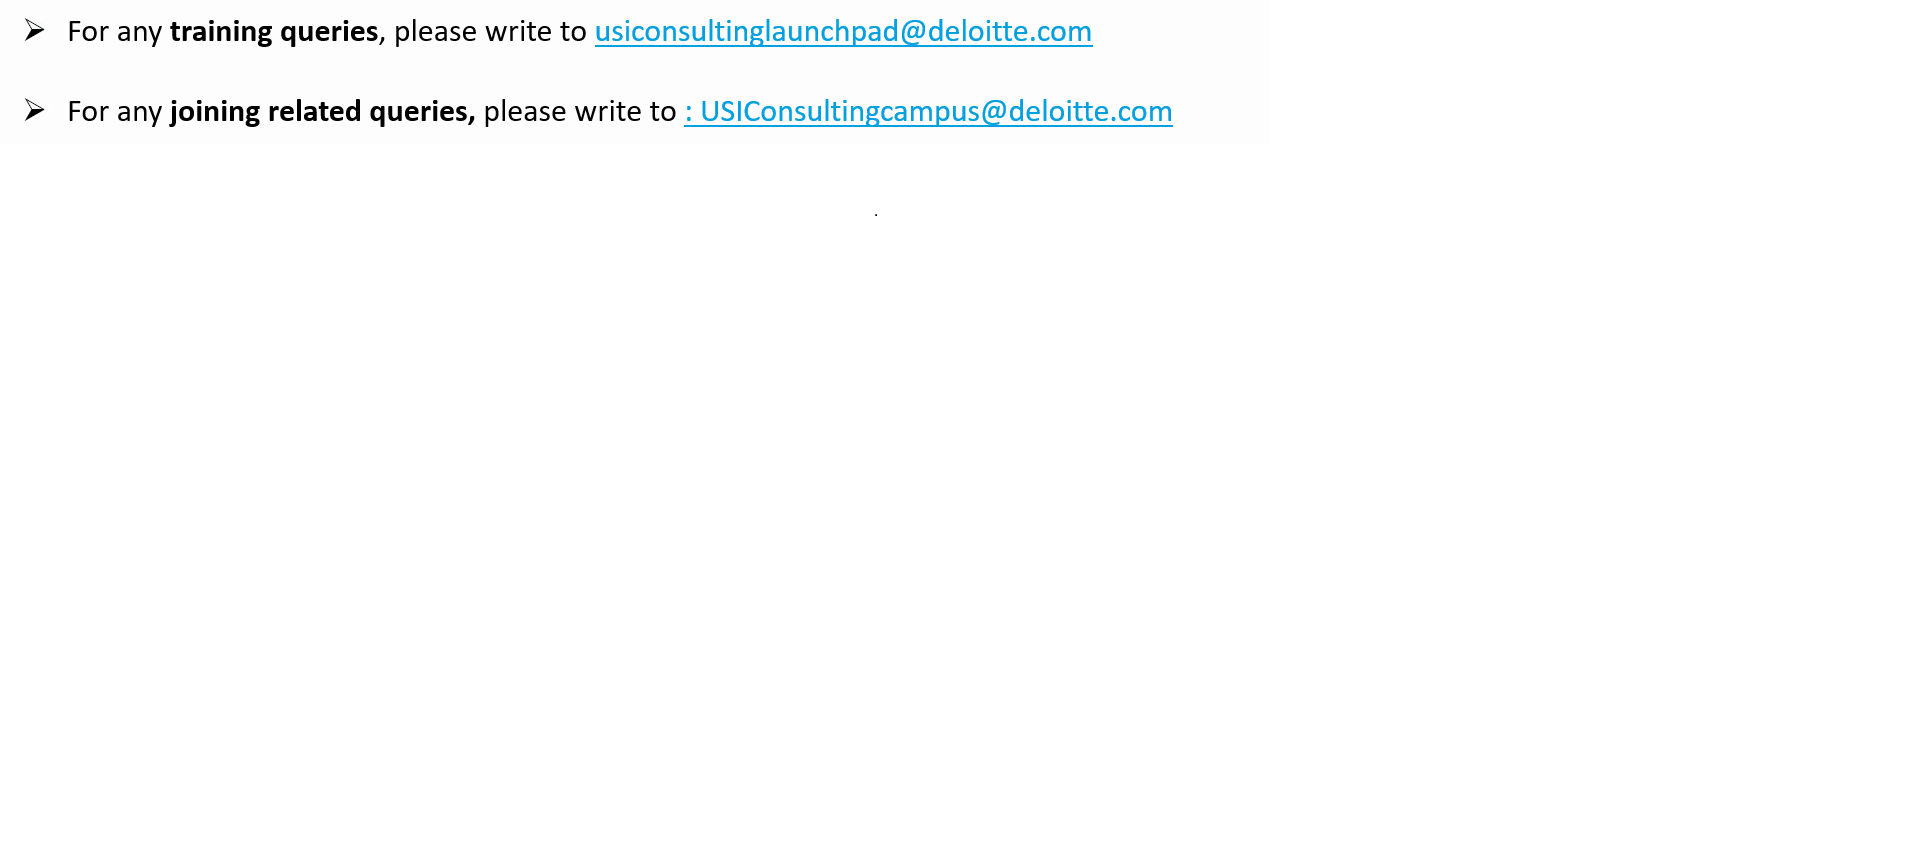 ➢ For any training queries, please write to usiconsultinglaunchpad@deloitte.com
➢ For any joining related queries, please write to : USIConsultingcampus@deloitte.com
.